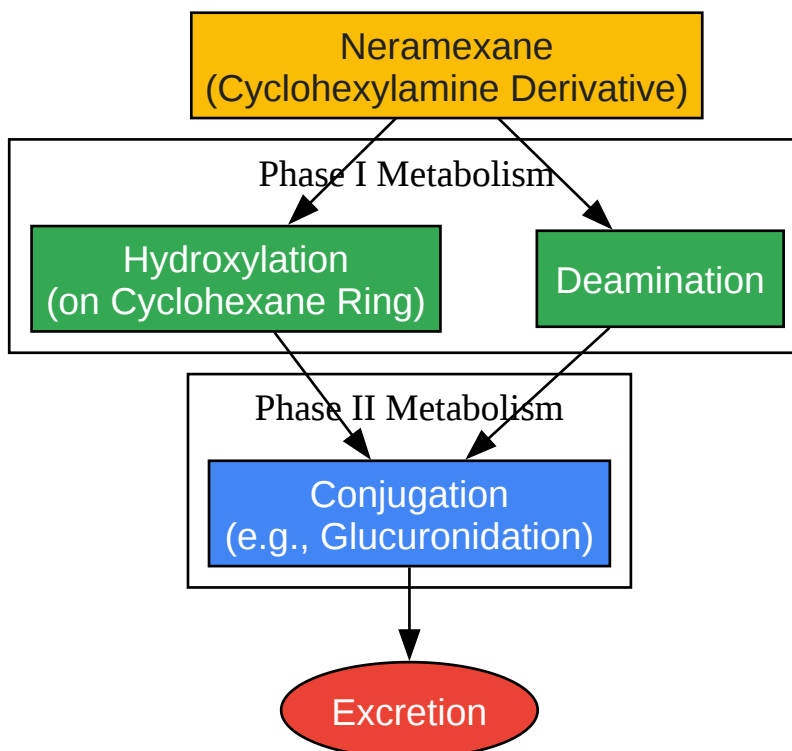 Neramexane
(Cyclohexylamine Derivative)
Phase I Metabolism
Hydroxylation
(on Cyclohexane Ring)
Deamination
Phase II Metabolism
Conjugation
(e.g., Glucuronidation)
Excretion